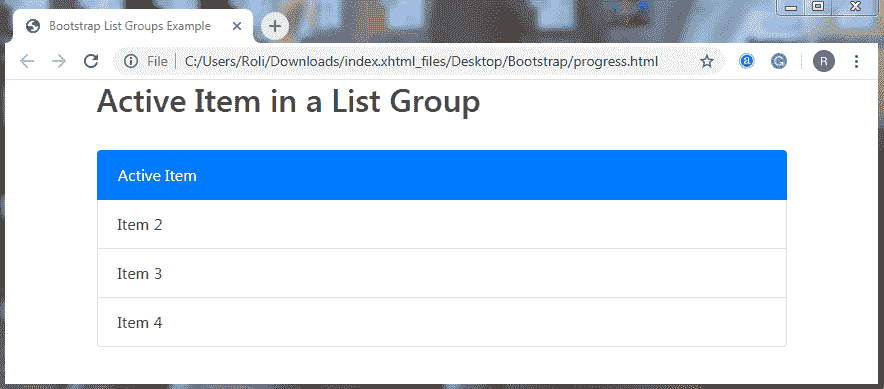 Bootstrap List Groups Example
File
C:/Users/Roli/Downloads/index.xhtml_files/Desktop/Bootstrap/progress.html
a
G
R
Active Item in a List Group
Active Item
Item 2
Item 3
Item 4